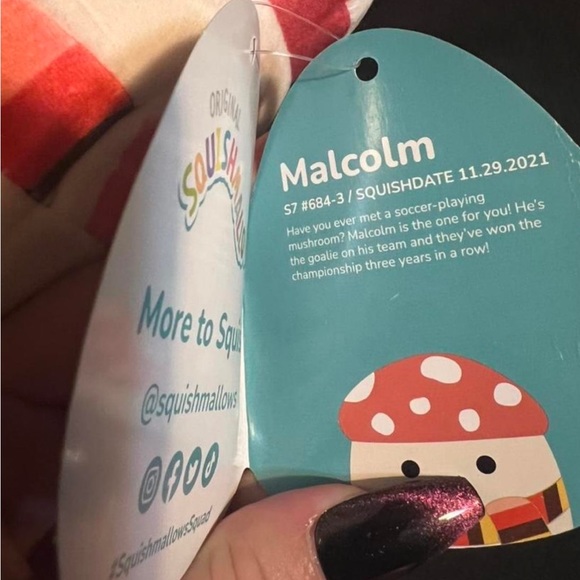 ORIGINAL
More to
@squishmallows
#SquishmallowsSquad
Malcolm
S7 #684-3 / SQUISHDATE 11.29.2021
Have you ever met a soccer-playing
mushroom? Malcolm is the one for you! He's
the goalie on his team and they've won the
championship three years in a row!